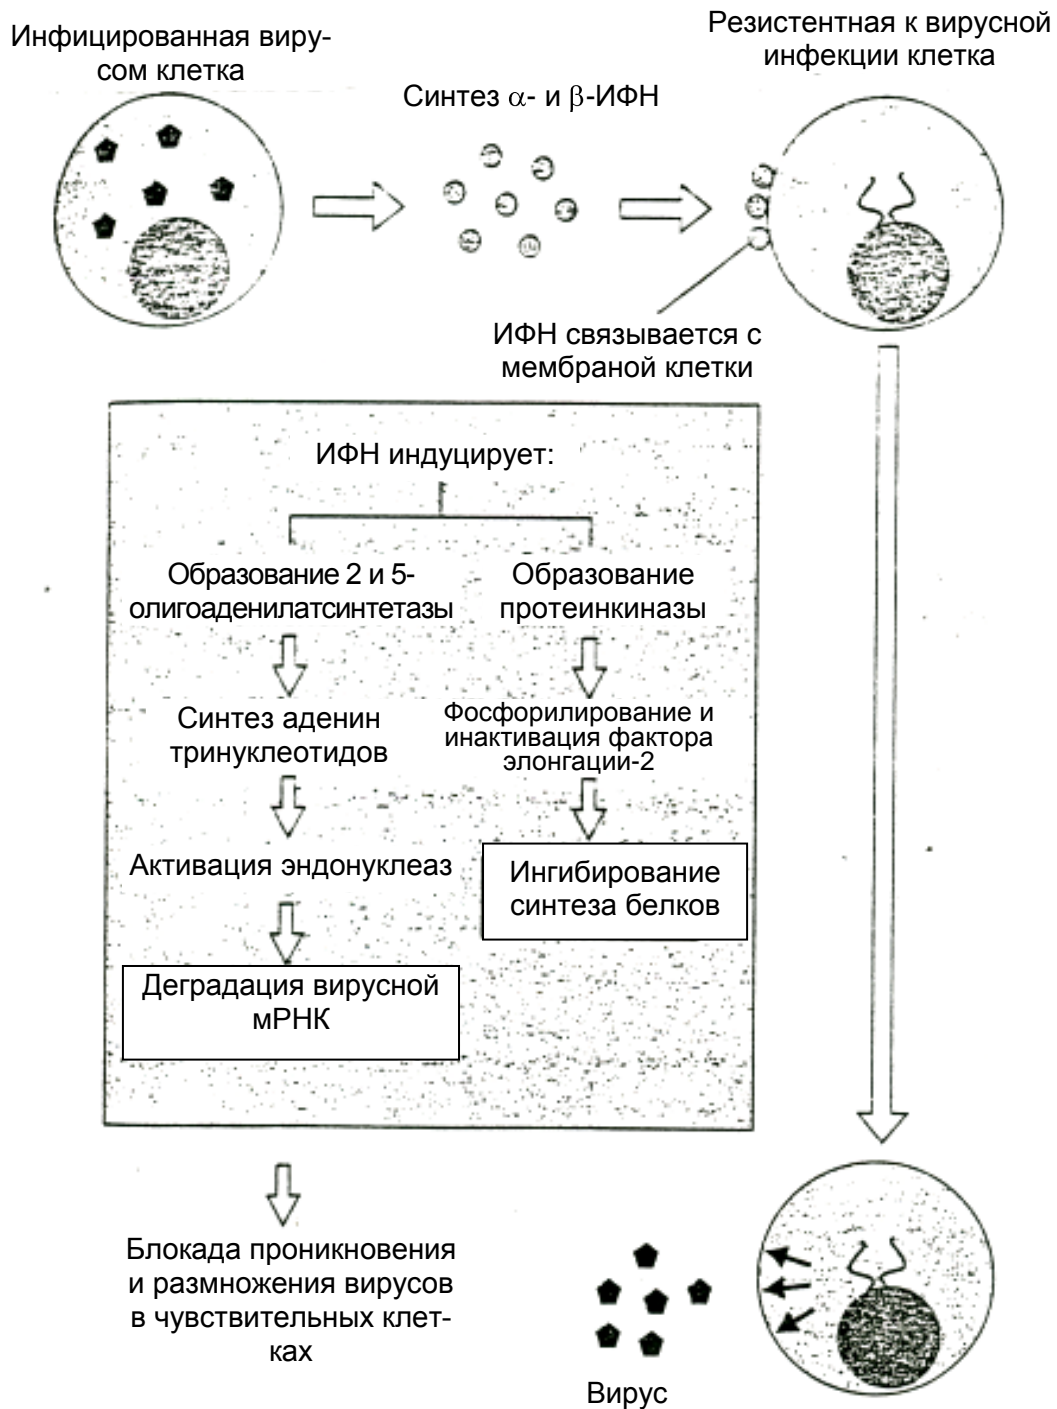 Инфицированная виру-
сом клетка
Синтез α- и β-ИФН
Резистентная к вирусной
инфекции клетка
ИФН связывается с
мембраной клетки
ИФН индуцирует:
Образование 2 и 5-
олигоаденилатсинтетазы
Синтез аденин
тринуклеотидов
Активация эндонуклеаз
Деградация вирусной
мРНК
Образование
протеинкиназы
Фосфорилирование и
инактивация фактора
элонгации-2
Ингибирование
синтеза белков
Блокада проникновения
и размножения вирусов
в чувствительных клет-
ках
Вирус